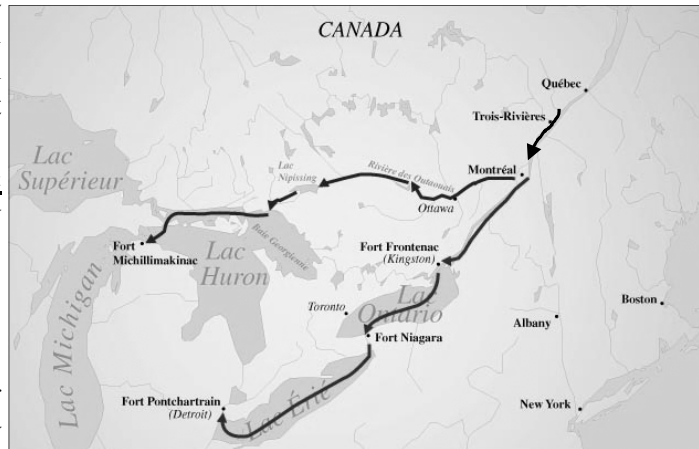 CANADA
Québec
Trois-Rivières
Montréal
Lac
Supérieur
Lac
Nipissing
Rivière des Outaouais
Ottawa
Fort
Michillimakinac
Lac
Huron
Baie Georgienne
Fort Frontenac
(Kingston)
Lac Michigan
Toronto
Lac
Ontario
Fort Niagara
Albany
Boston
Fort Pontchartrain
(Detroit)
Lac Érié
New York